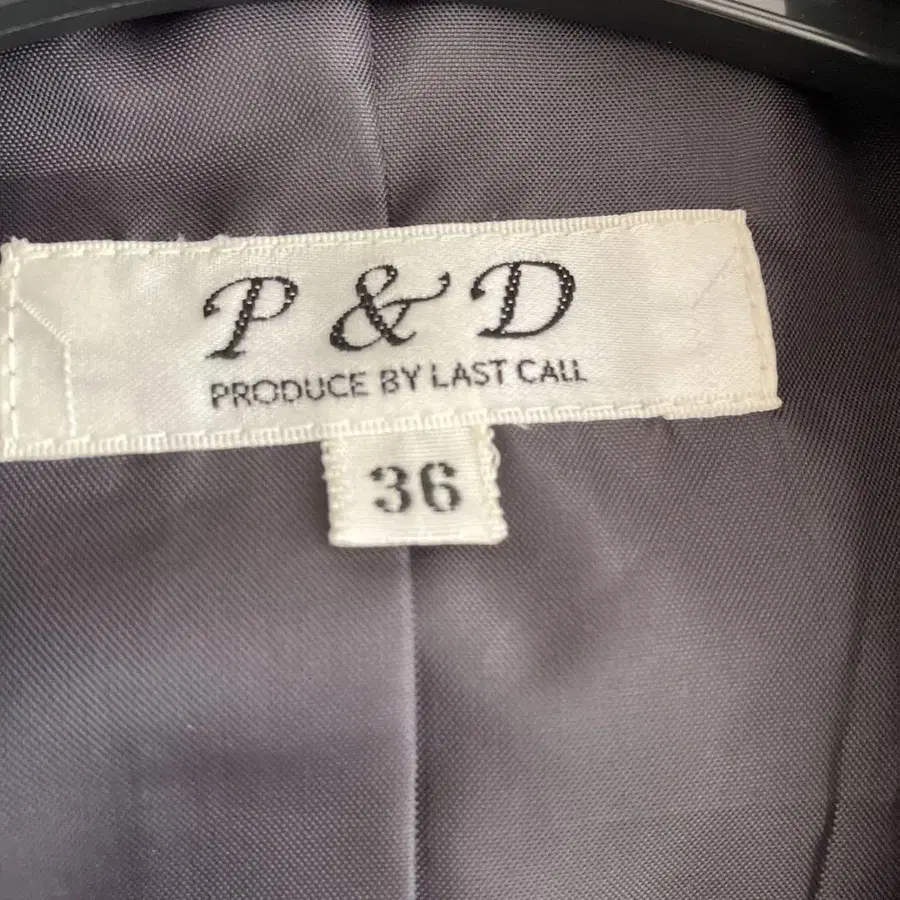 P & D
PRODUCE BY LAST CALL
36